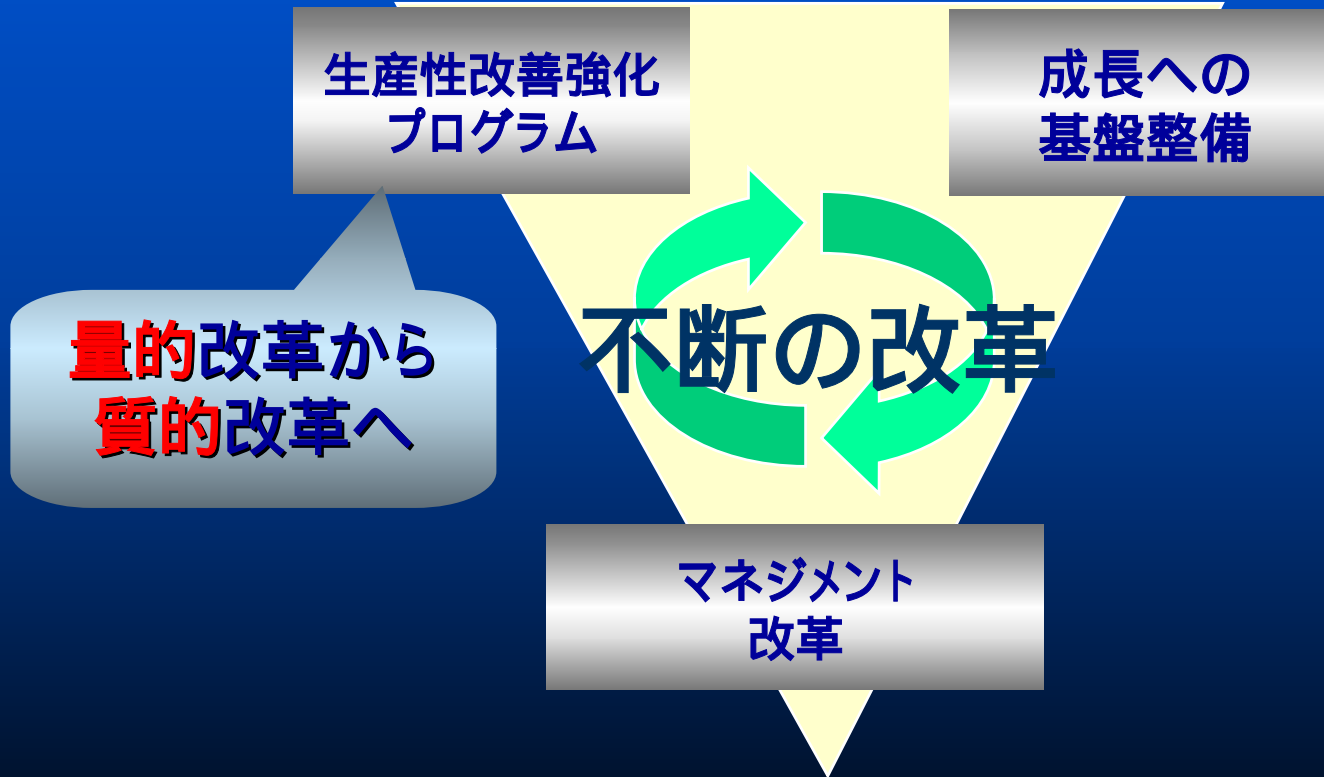 生産性改善強化
プログラム
成長への
基盤整備
量的改革から
質的改革へ
不断の改革
マネジメント
改革